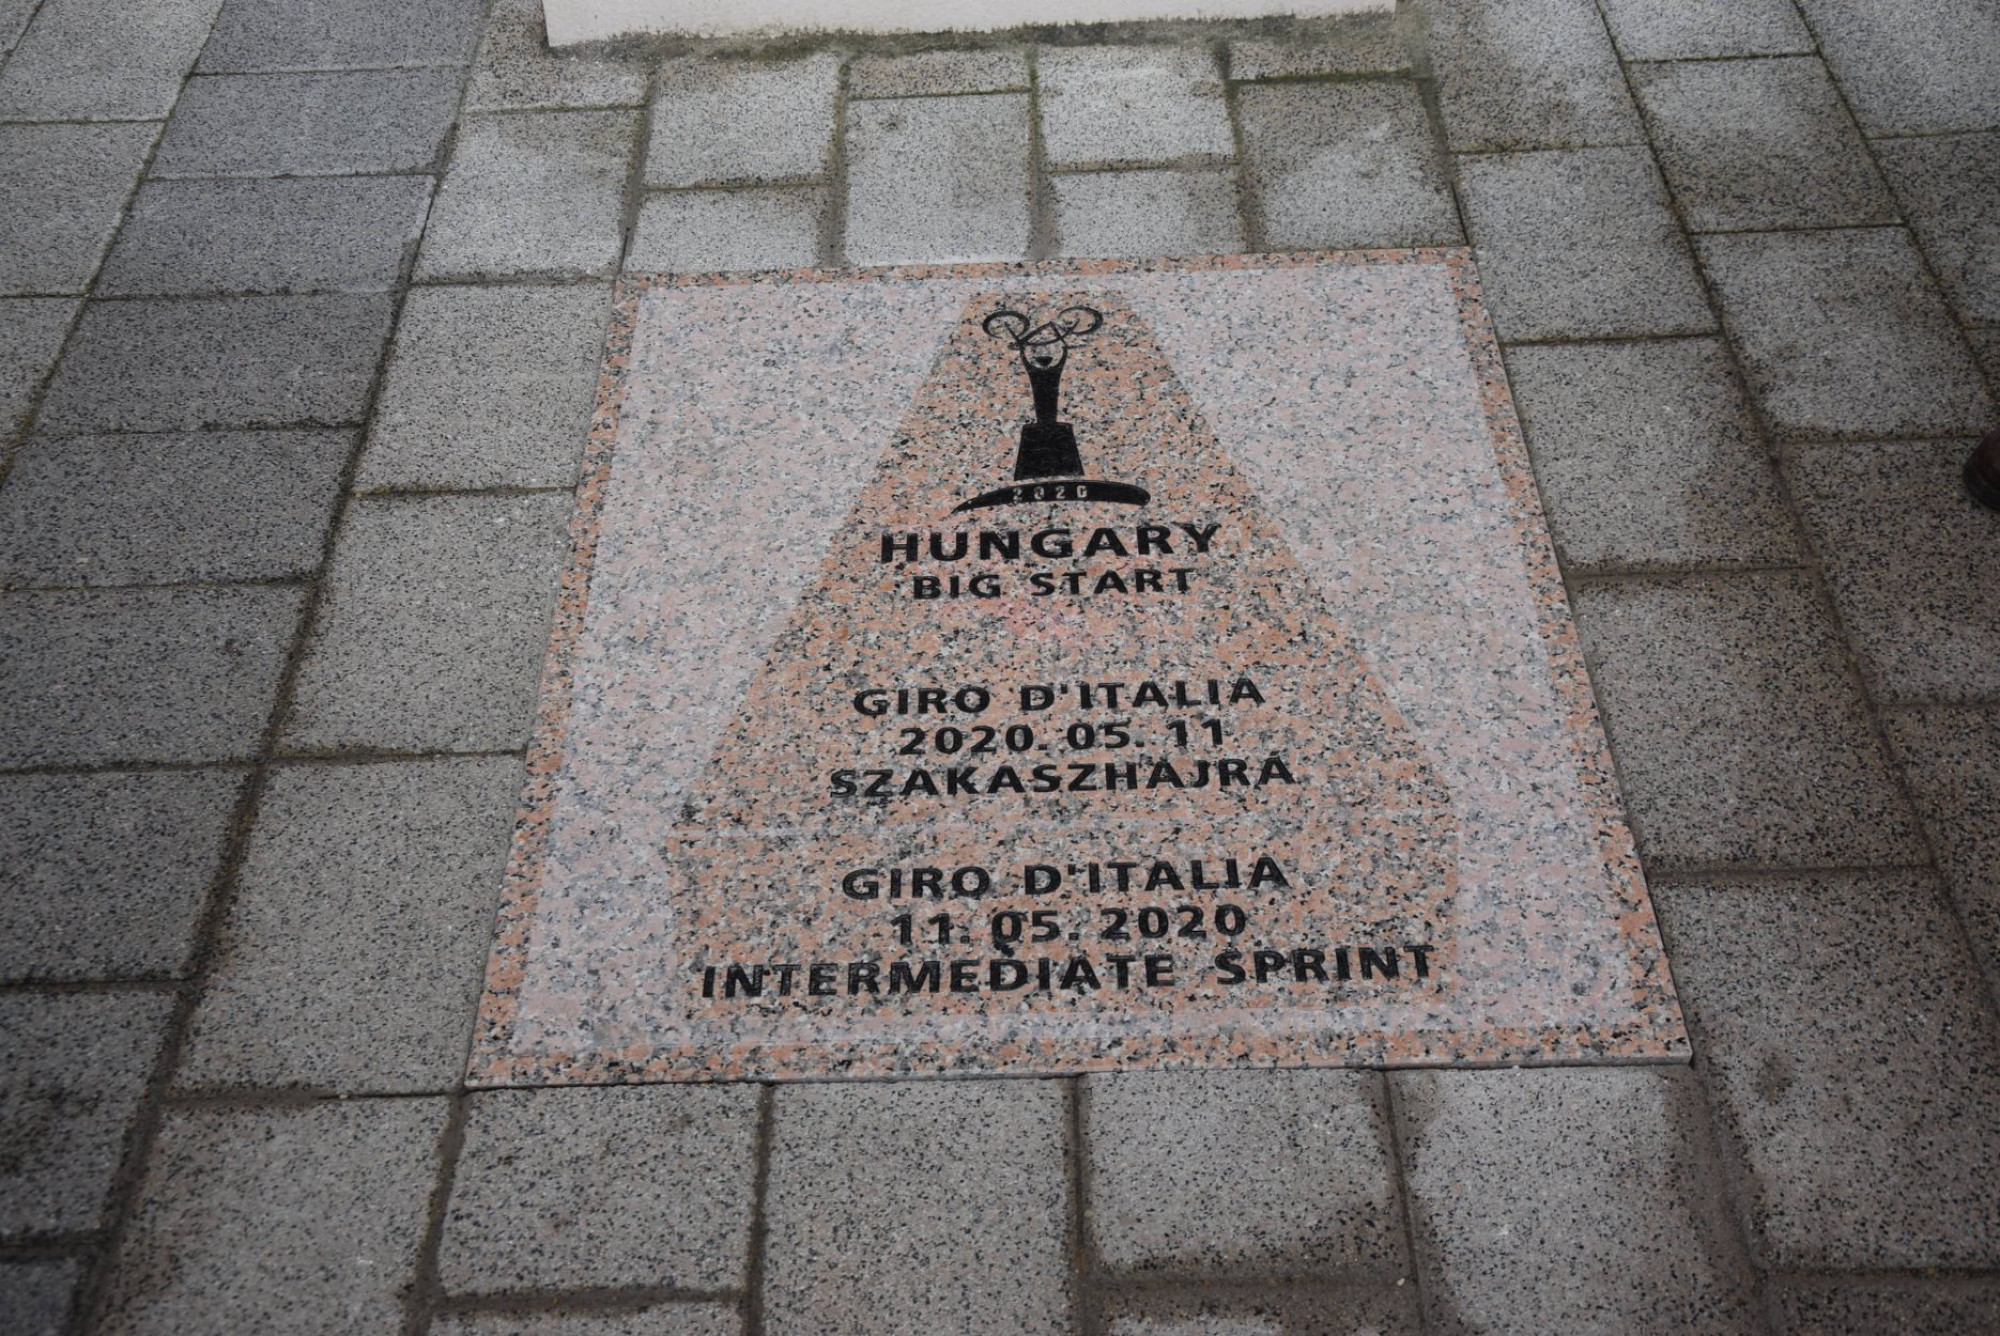 2020
HUNGARY
BIG START
GIRO D'ITALIA
2020. 05. 11
SZAKASZHAJRÁ
GIRO D'ITALIA
11. 05. 2020
INTERMEDIATE SPRINT